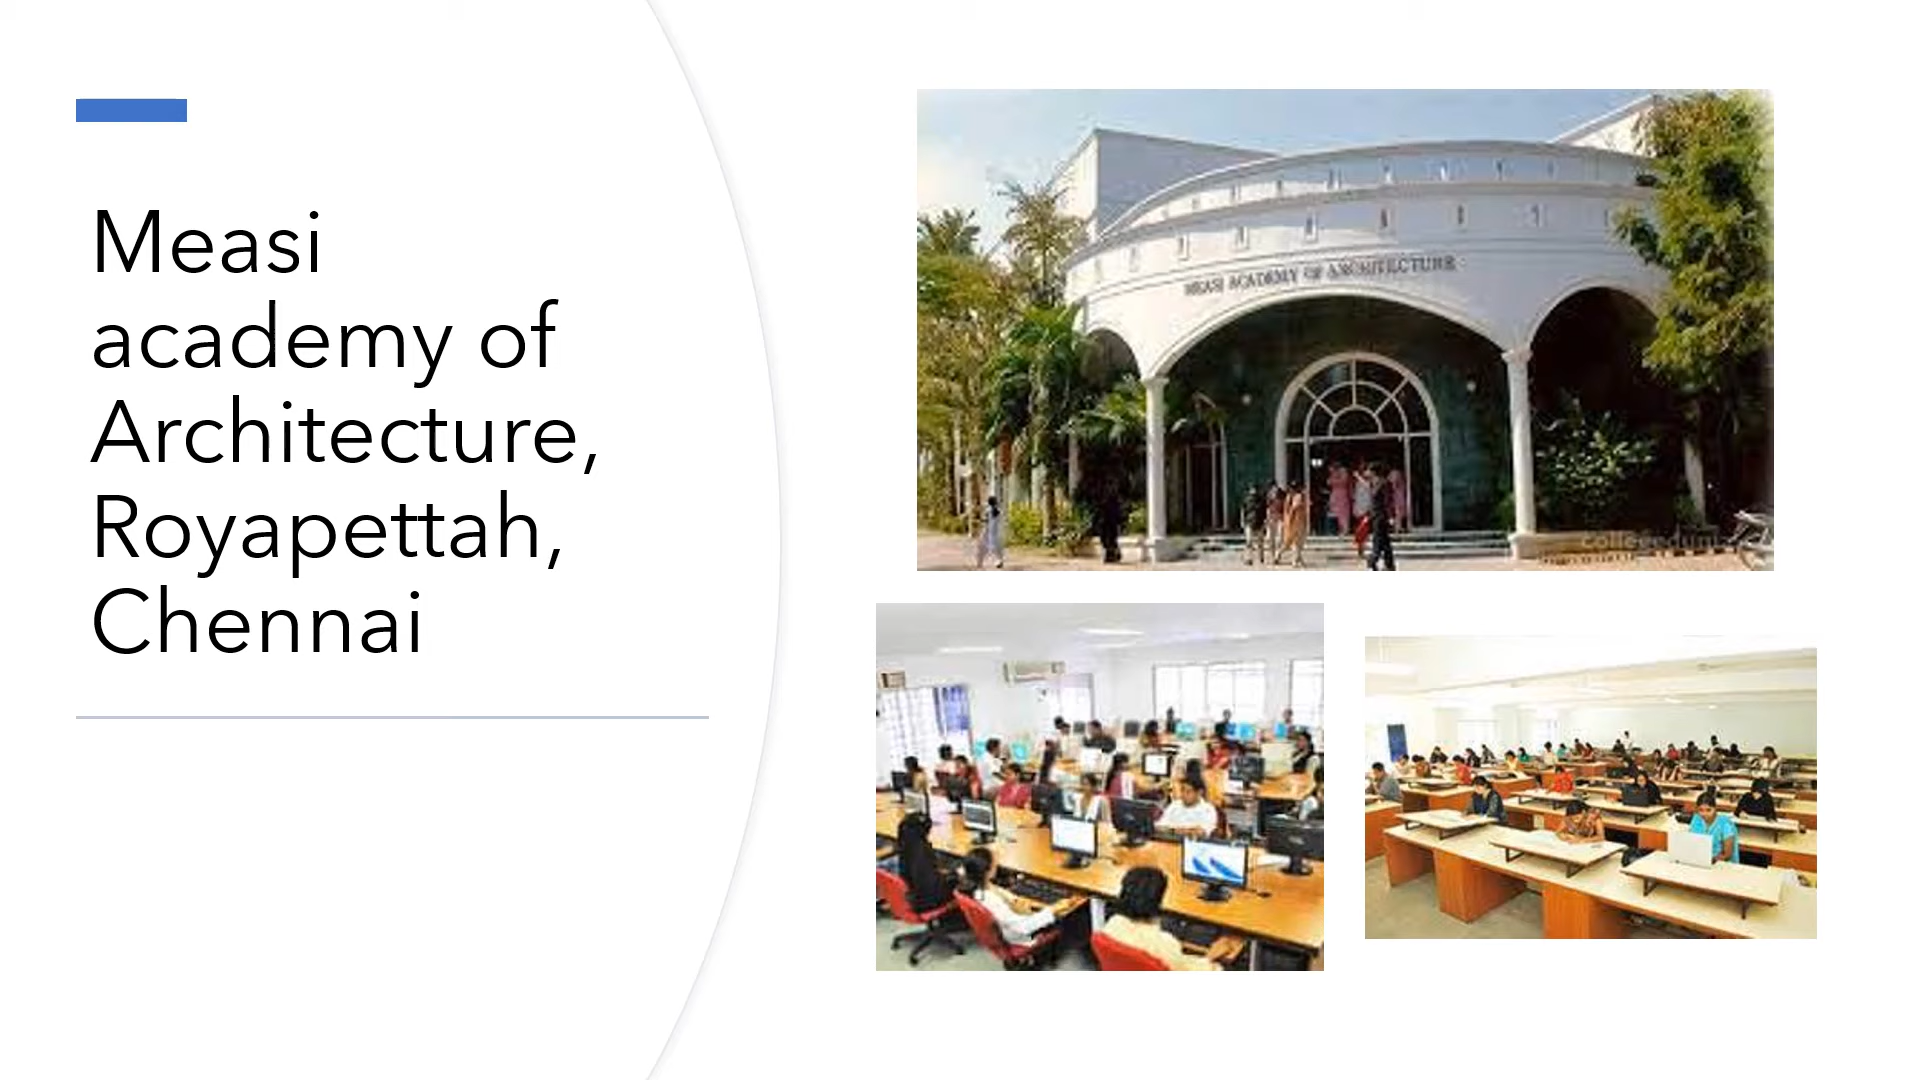 Measi
academy of
Architecture,
Royapettah,
Chennai
MEASI ACADEMY OF ARCHITECTURE